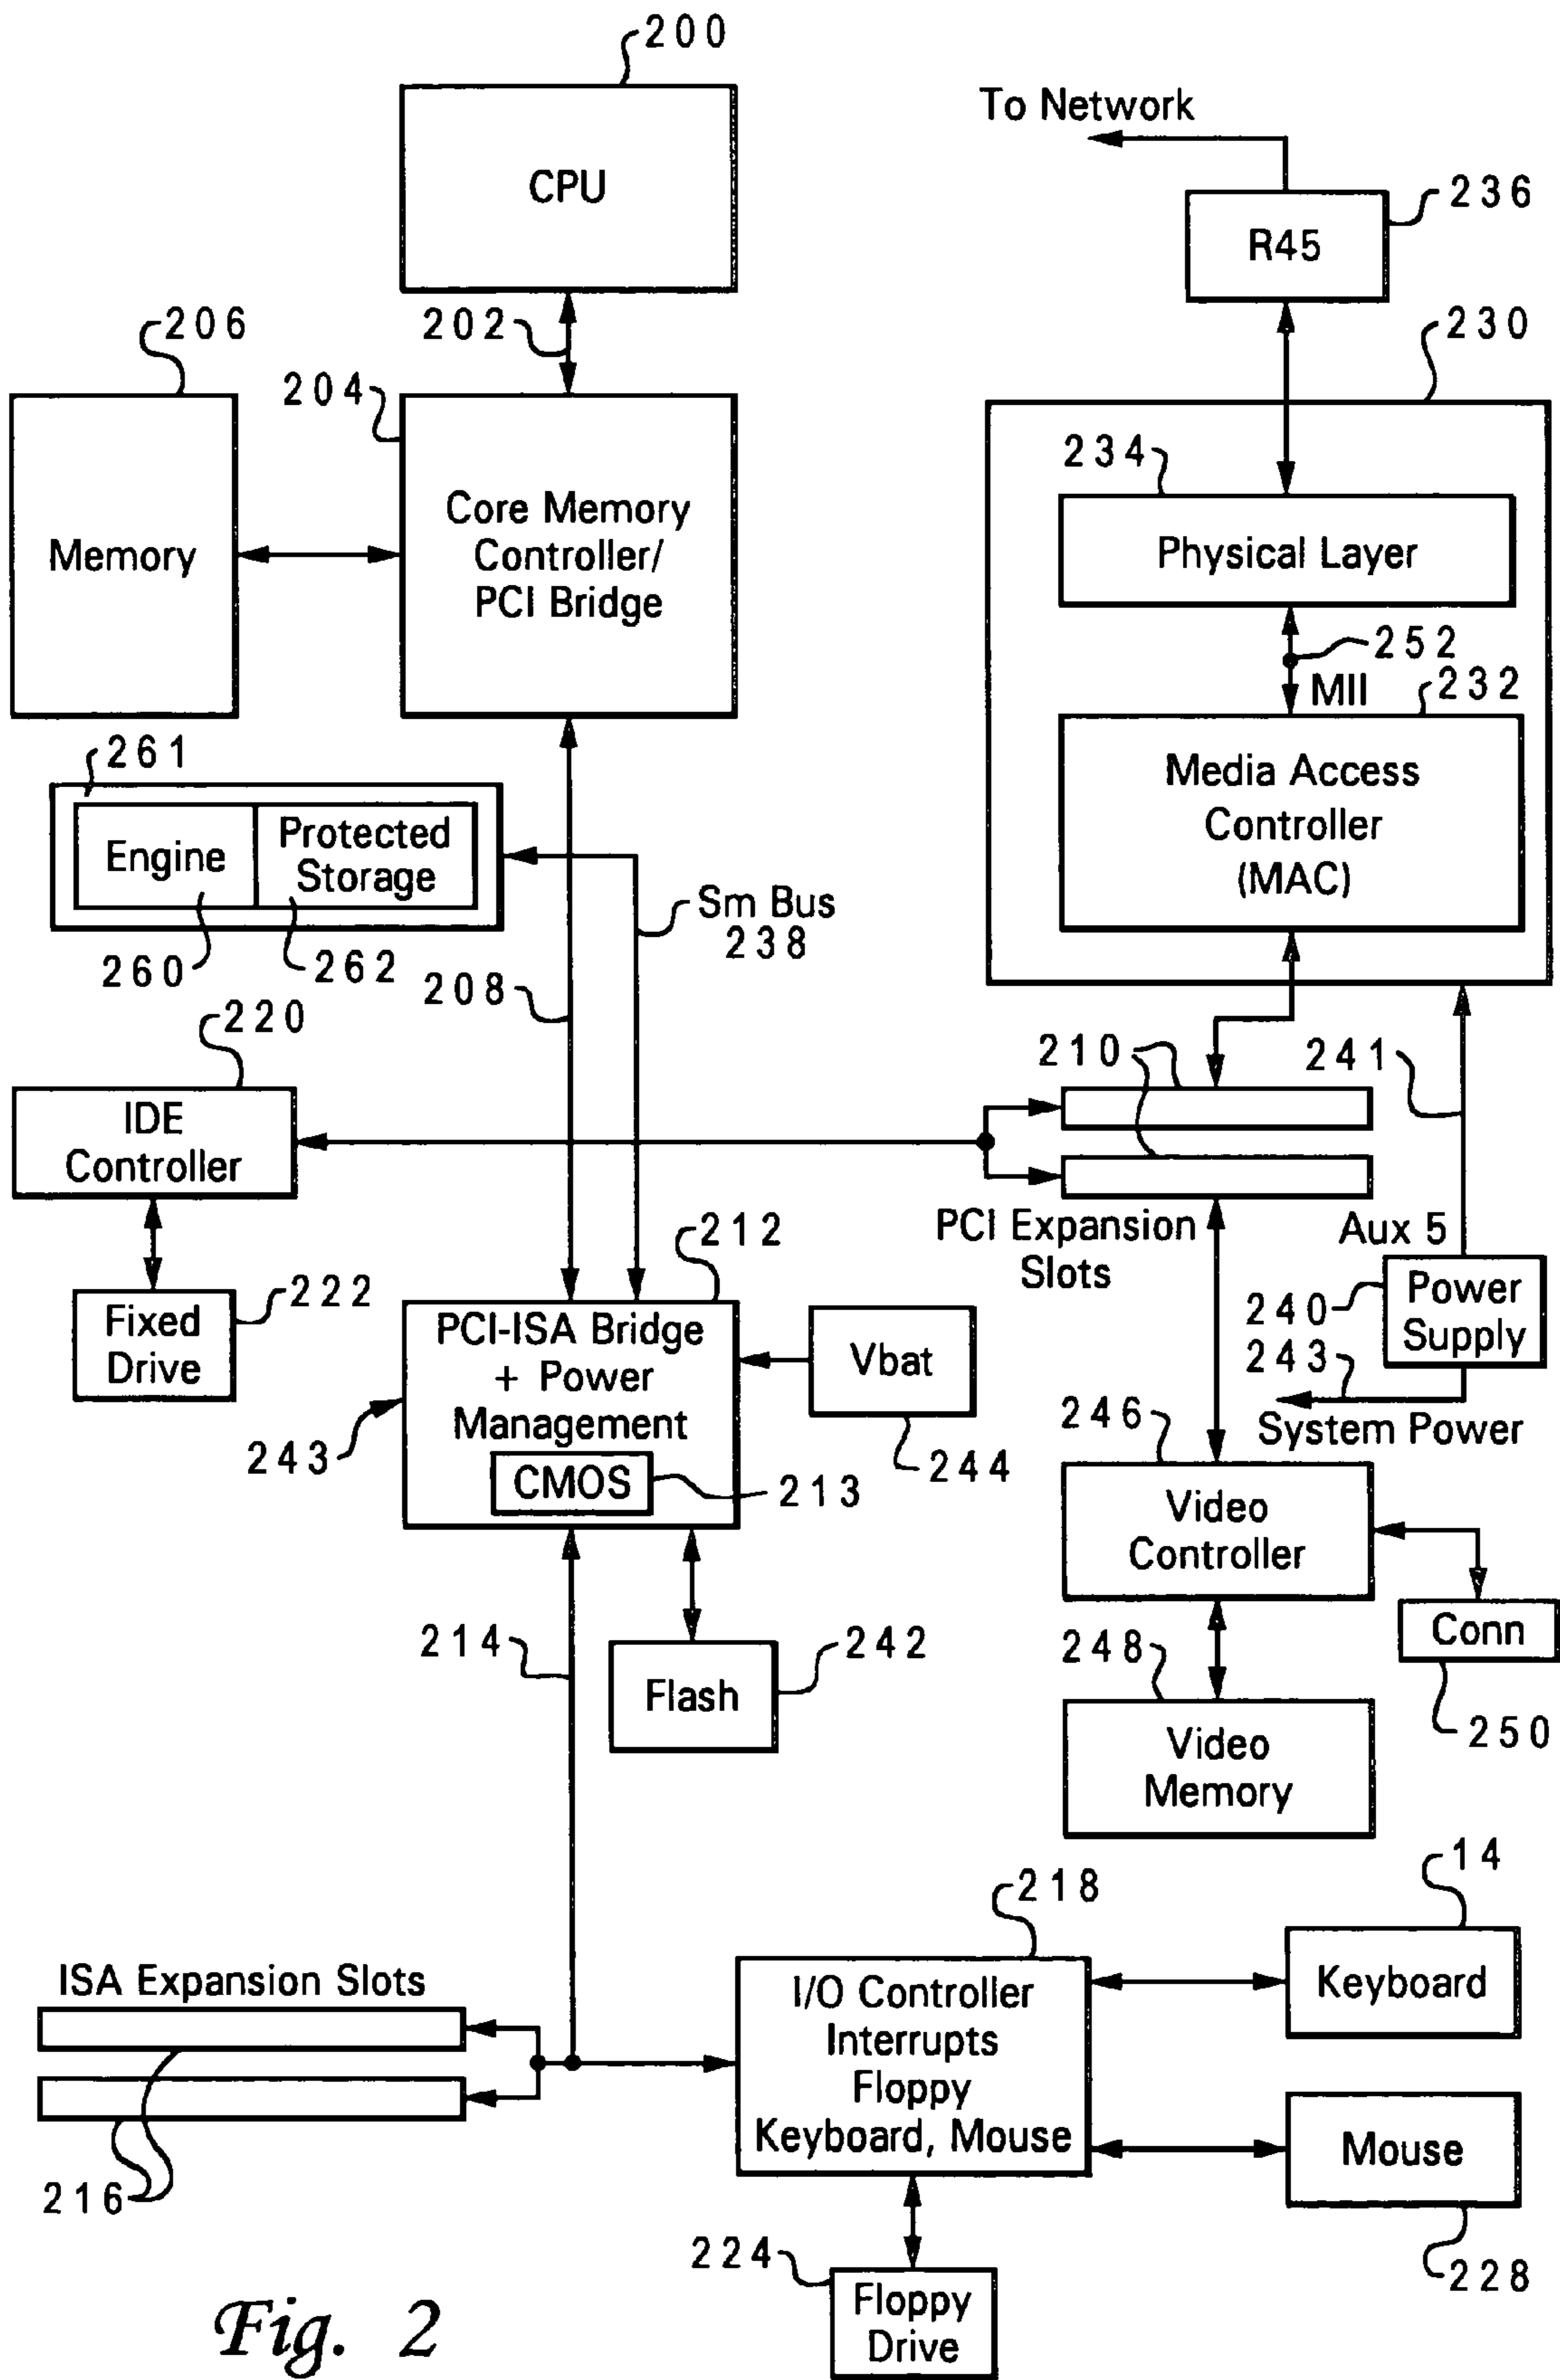 200
CPU
To Network
236
R45
202
206
204
230
Memory
Core Memory
Controller/
PCI Bridge
234
Physical Layer
252
MII
232
Media Access
Controller
(MAC)
261
Engine
Protected
Storage
260
262
Sm Bus
238
208
220
IDE
Controller
210
241
PCI Expansion
Slots
Aux 5
212
222
Fixed
Drive
PCI-ISA Bridge
+ Power
Management
CMOS
213
243
Vbat
244
240
Power
Supply
243
System Power
246
Video
Controller
Conn
250
214
242
Flash
248
Video
Memory
14
218
Keyboard
ISA Expansion Slots
I/O Controller
Interrupts
Floppy
Keyboard, Mouse
Mouse
216
228
224
Floppy
Drive
Fig. 2